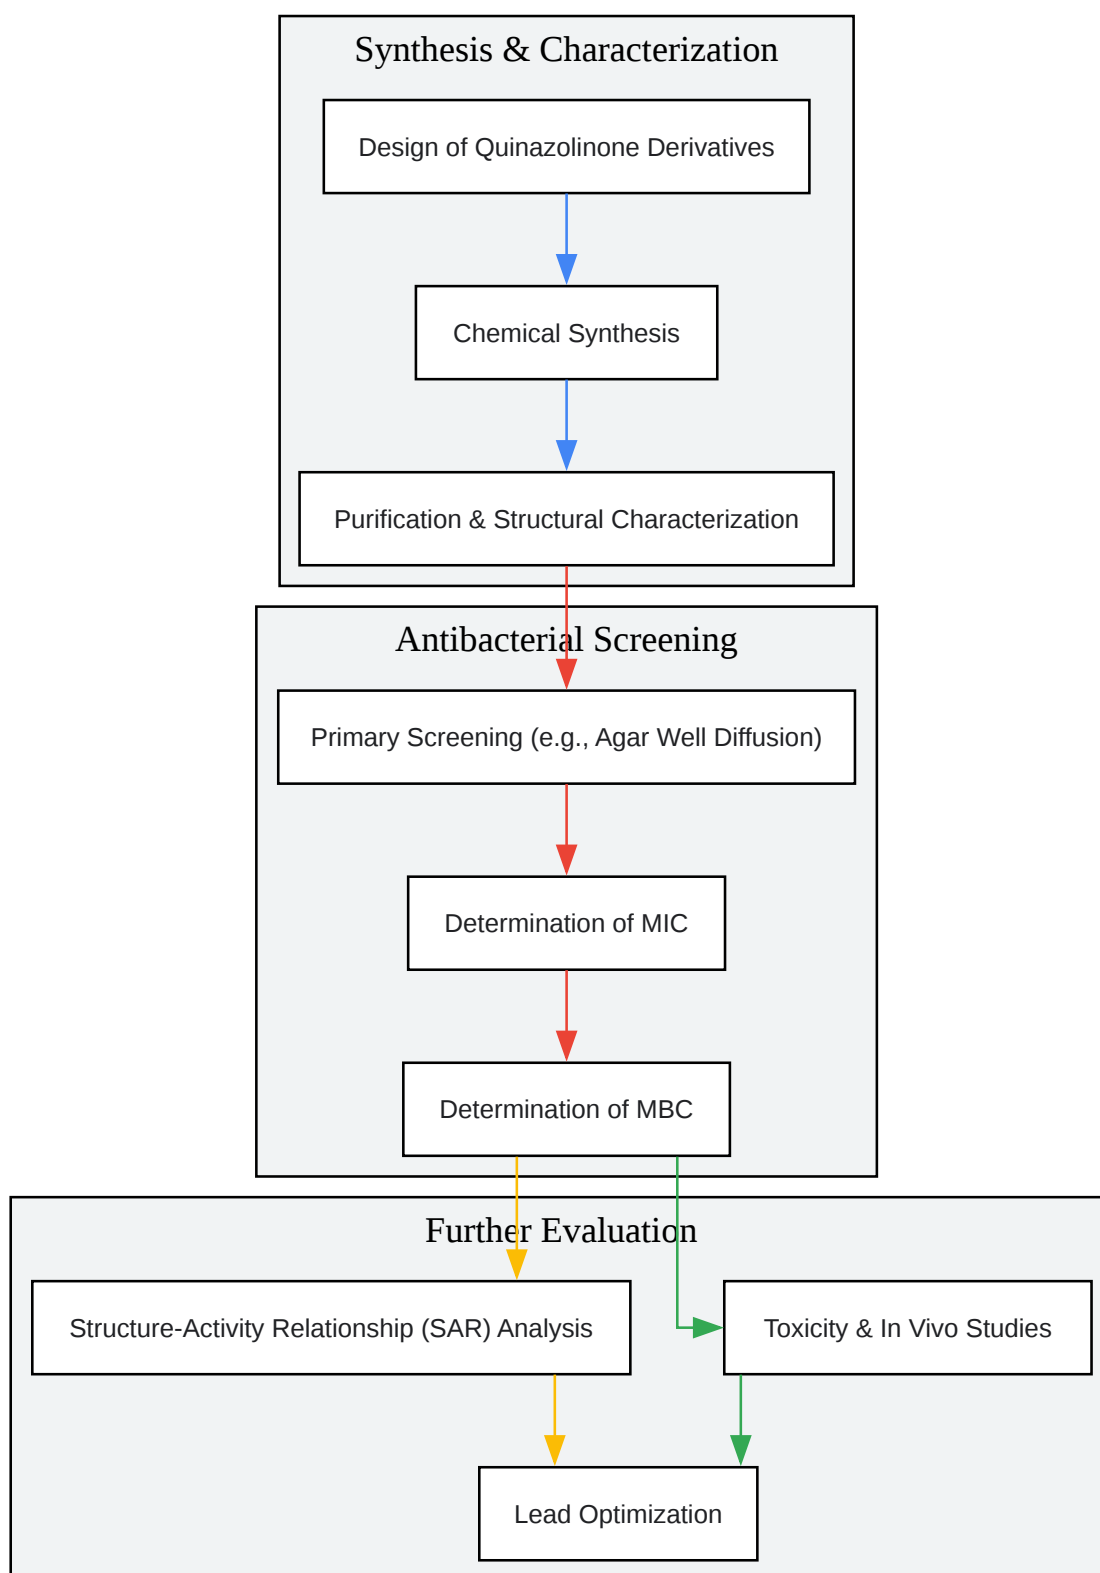 Synthesis & Characterization
Design of Quinazolinone Derivatives
Chemical Synthesis
Purification & Structural Characterization
Antibacterial Screening
Primary Screening (e.g., Agar Well Diffusion)
Determination of MIC
Determination of MBC
Further Evaluation
Structure-Activity Relationship (SAR) Analysis
Toxicity & In Vivo Studies
Lead Optimization